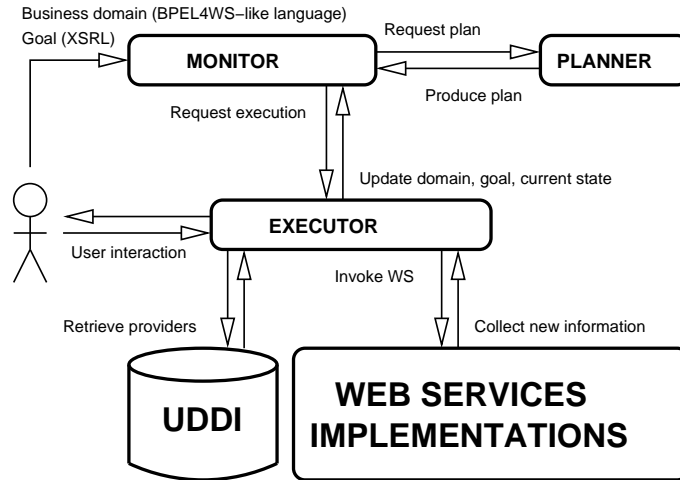 Business domain (BPEL4WS−like language)
Goal (XSRL)
Request plan
MONITOR
PLANNER
Produce plan
Request execution
Update domain, goal, current state
EXECUTOR
User interaction
Invoke WS
Retrieve providers
Collect new information
UDDI
WEB SERVICES
IMPLEMENTATIONS